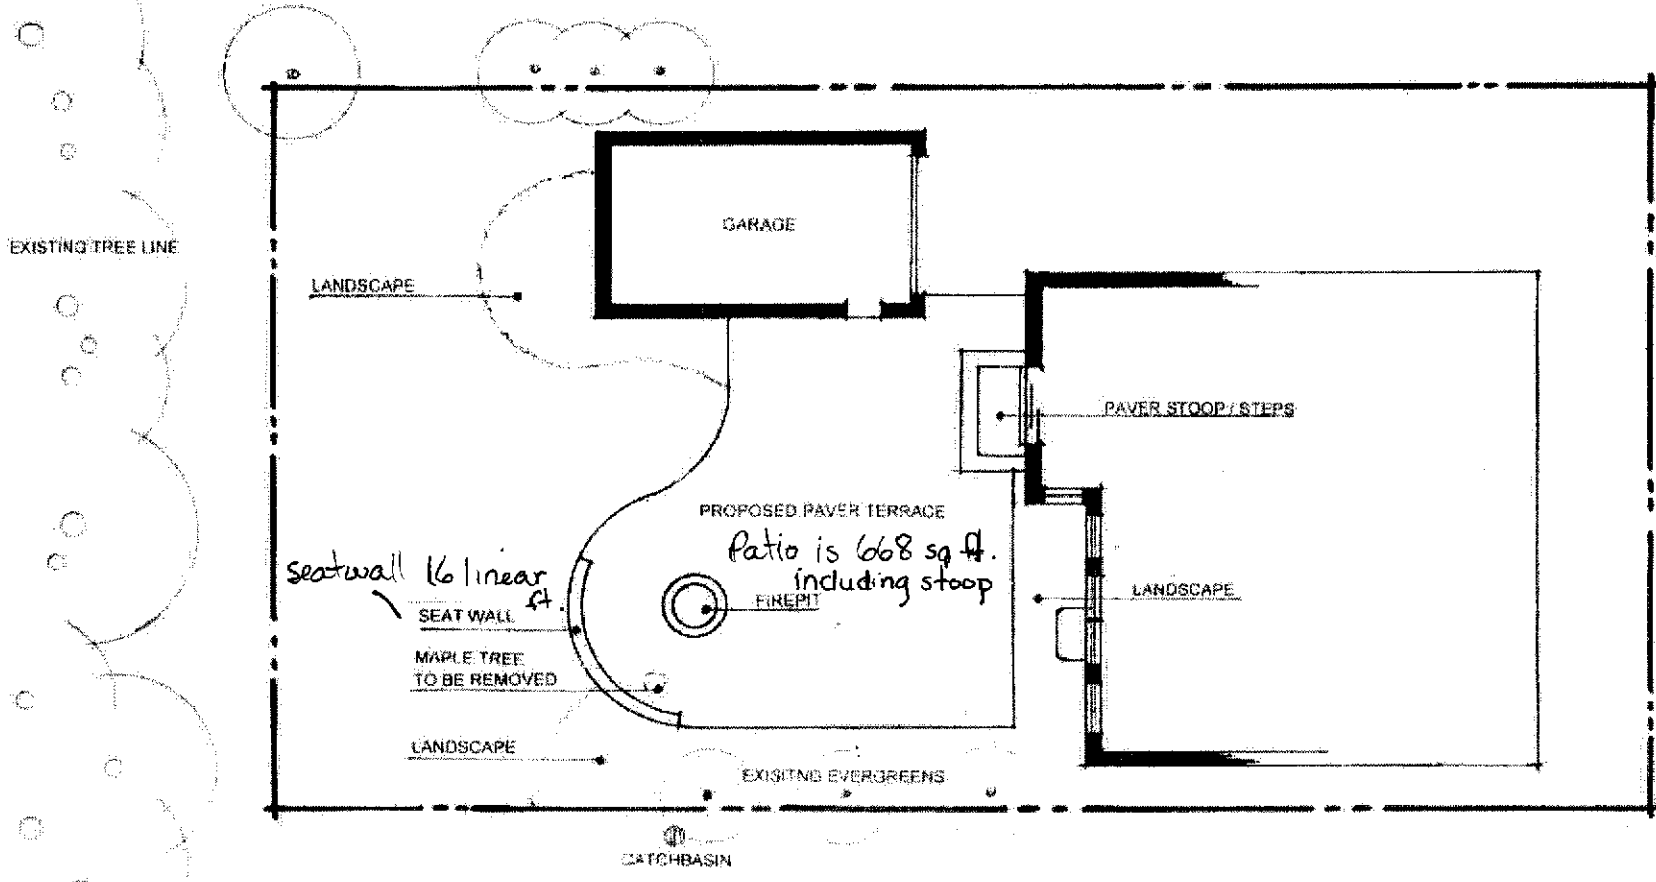 GARAGE
EXISTING TREE LINE
LANDSCAPE
PAVER STOOP / STEPS
PROPOSED PAVER TERRACE
Patio is 668 sq ft.
including stoop
seatwall 16 linear
ft.
SEAT WALL
FIREPIT
LANDSCAPE
MAPLE TREE
TO BE REMOVED
LANDSCAPE
EXISITNG EVERGREENS
CATCHBASIN